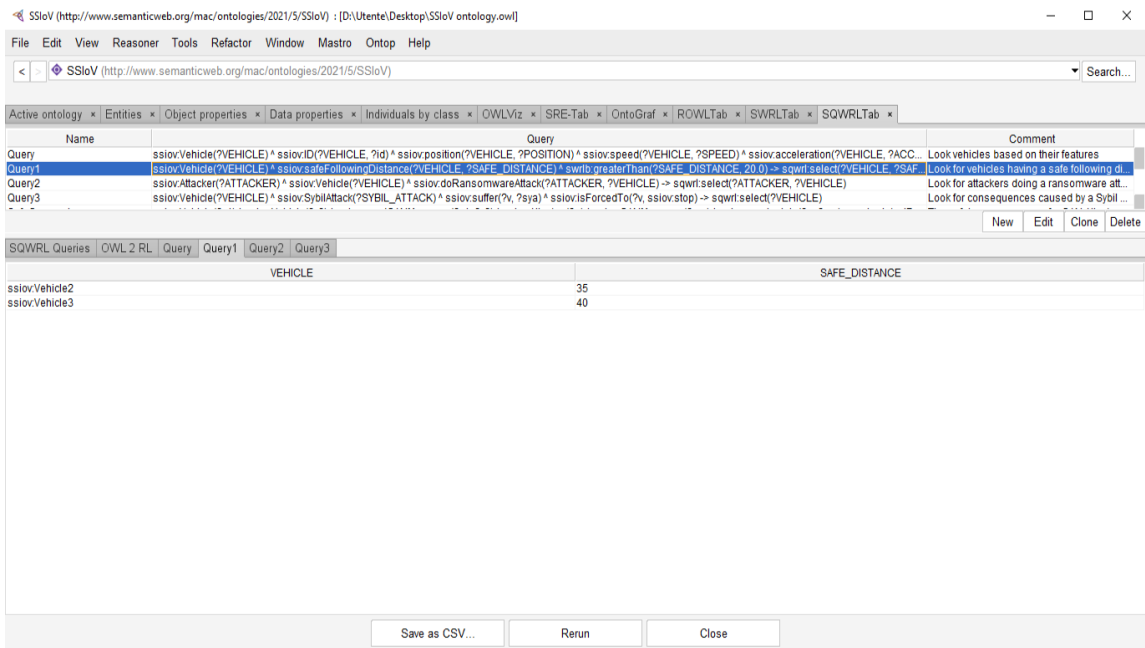 SSIoV (http://www.semanticweb.org/mac/ontologies/2021/5/SSIoV) : [D:\Utente\Desktop\SSIoV ontology.owl]
File Edit View Reasoner Tools Refactor Window Mastro Ontop Help
< > SSIoV (http://www.semanticweb.org/mac/ontologies/2021/5/SSIoV) Search...
Active ontology × Entities × Object properties × Data properties × Individuals by class × OWLViz × SRE-Tab × OntoGraf × ROWLTab × SWRLTab × SQWRLTab ×
Name Query Comment
Query ssiov:Vehicle(?VEHICLE) ^ ssiov:ID(?VEHICLE, ?id) ^ ssiov:position(?VEHICLE, ?POSITION) ^ ssiov:speed(?VEHICLE, ?SPEED) ^ ssiov:acceleration(?VEHICLE, ?ACC... Look vehicles based on their features
Query1 ssiov:Vehicle(?VEHICLE) ^ ssiov:safeFollowingDistance(?VEHICLE, ?SAFE_DISTANCE) ^ swrlb:greaterThan(?SAFE_DISTANCE, 20.0) -> sqwrl:select(?VEHICLE, ?SAF... Look for vehicles having a safe following di...
Query2 ssiov:Attacker(?ATTACKER) ^ ssiov:Vehicle(?VEHICLE) ^ ssiov:doRansomwareAttack(?ATTACKER, ?VEHICLE) -> sqwrl:select(?ATTACKER, ?VEHICLE) Look for attackers doing a ransomware att...
Query3 ssiov:Vehicle(?VEHICLE) ^ ssiov:SybilAttack(?SYBIL_ATTACK) ^ ssiov:suffer(?v, ?sya) ^ ssiov:isForcedTo(?v, ssiov:stop) -> sqwrl:select(?VEHICLE) Look for consequences caused by a Sybil ...
New Edit Clone Delete
SQWRL Queries OWL 2 RL Query Query1 Query2 Query3
VEHICLE SAFE_DISTANCE
ssiov:Vehicle2 35
ssiov:Vehicle3 40
Save as CSV... Rerun Close